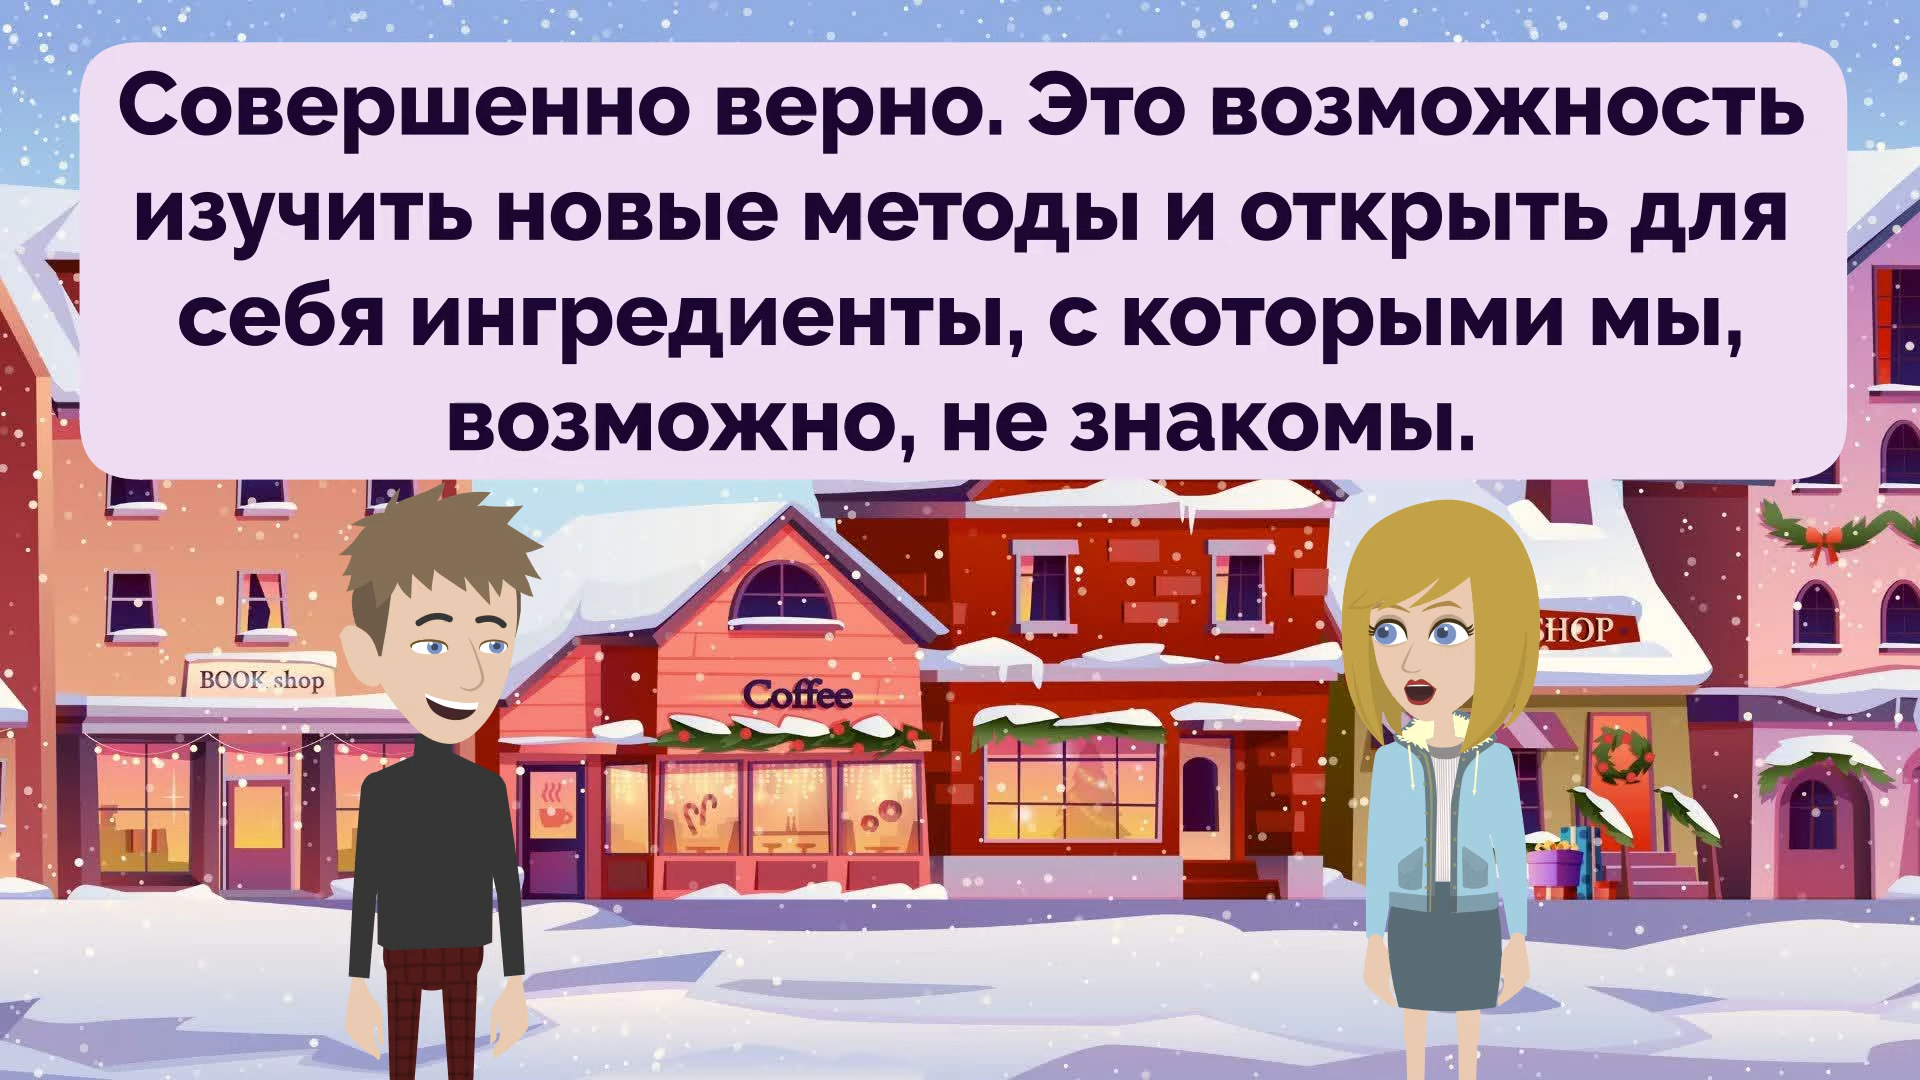 Совершенно верно. Это возможность
изучить новые методы и открыть для
себя ингредиенты, с которыми мы,
возможно, не знакомы.
BOOK shop
Coffee
SHOP